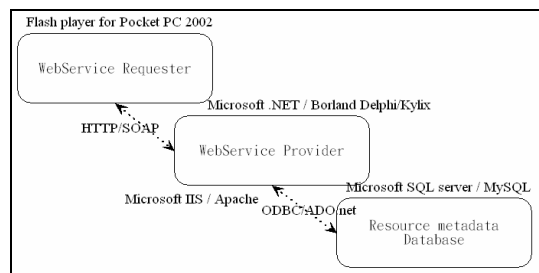 Flash player for Pocket PC 2002
WebService Requester
Microsoft .NET / Borland Delphi/Kylix
HTTP/SOAP
WebService Provider
Microsoft SQL server / MySQL
Microsoft IIS / Apache
ODBC/ADO.net
Resource metadata
Database